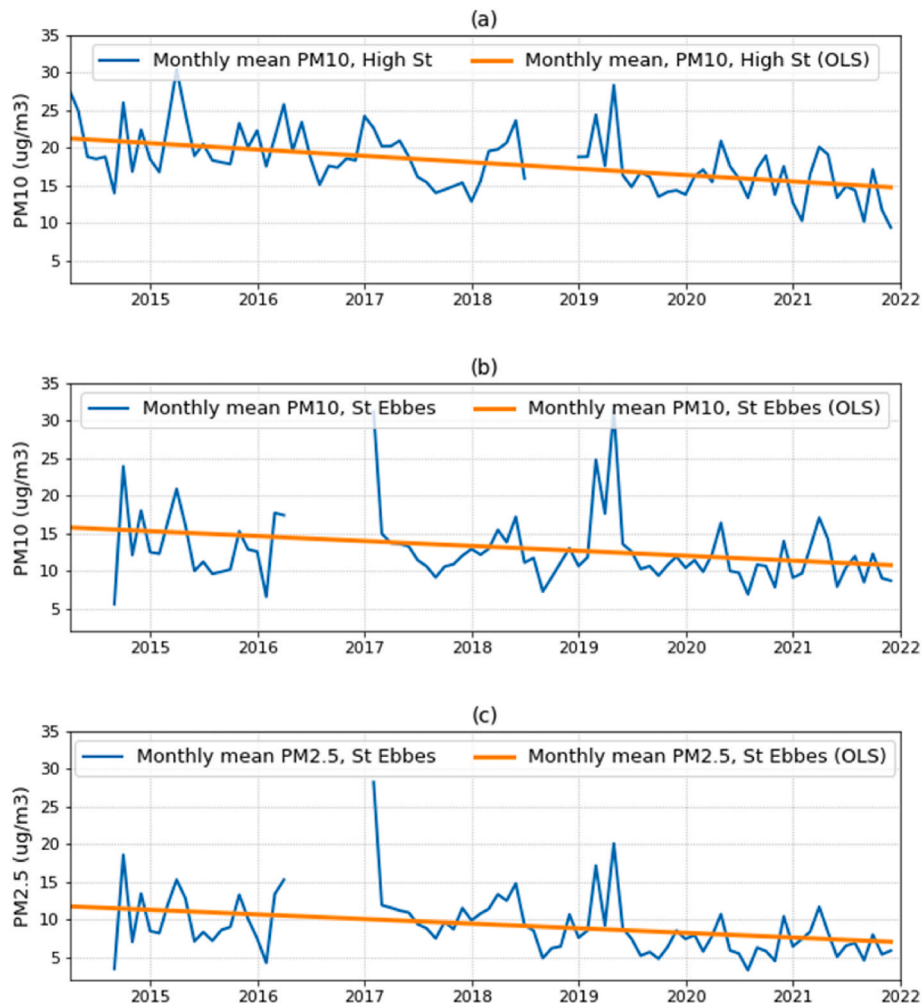 (a)
Monthly mean PM10, High St Monthly mean, PM10, High St (OLS)
PM10 (ug/m3)
35
30
25
20
15
10
5
2015 2016 2017 2018 2019 2020 2021 2022
(b)
Monthly mean PM10, St Ebbes Monthly mean PM10, St Ebbes (OLS)
PM10 (ug/m3)
35
30
25
20
15
10
5
2015 2016 2017 2018 2019 2020 2021 2022
(c)
Monthly mean PM2.5, St Ebbes Monthly mean PM2.5, St Ebbes (OLS)
PM2.5 (ug/m3)
35
30
25
20
15
10
5
2015 2016 2017 2018 2019 2020 2021 2022